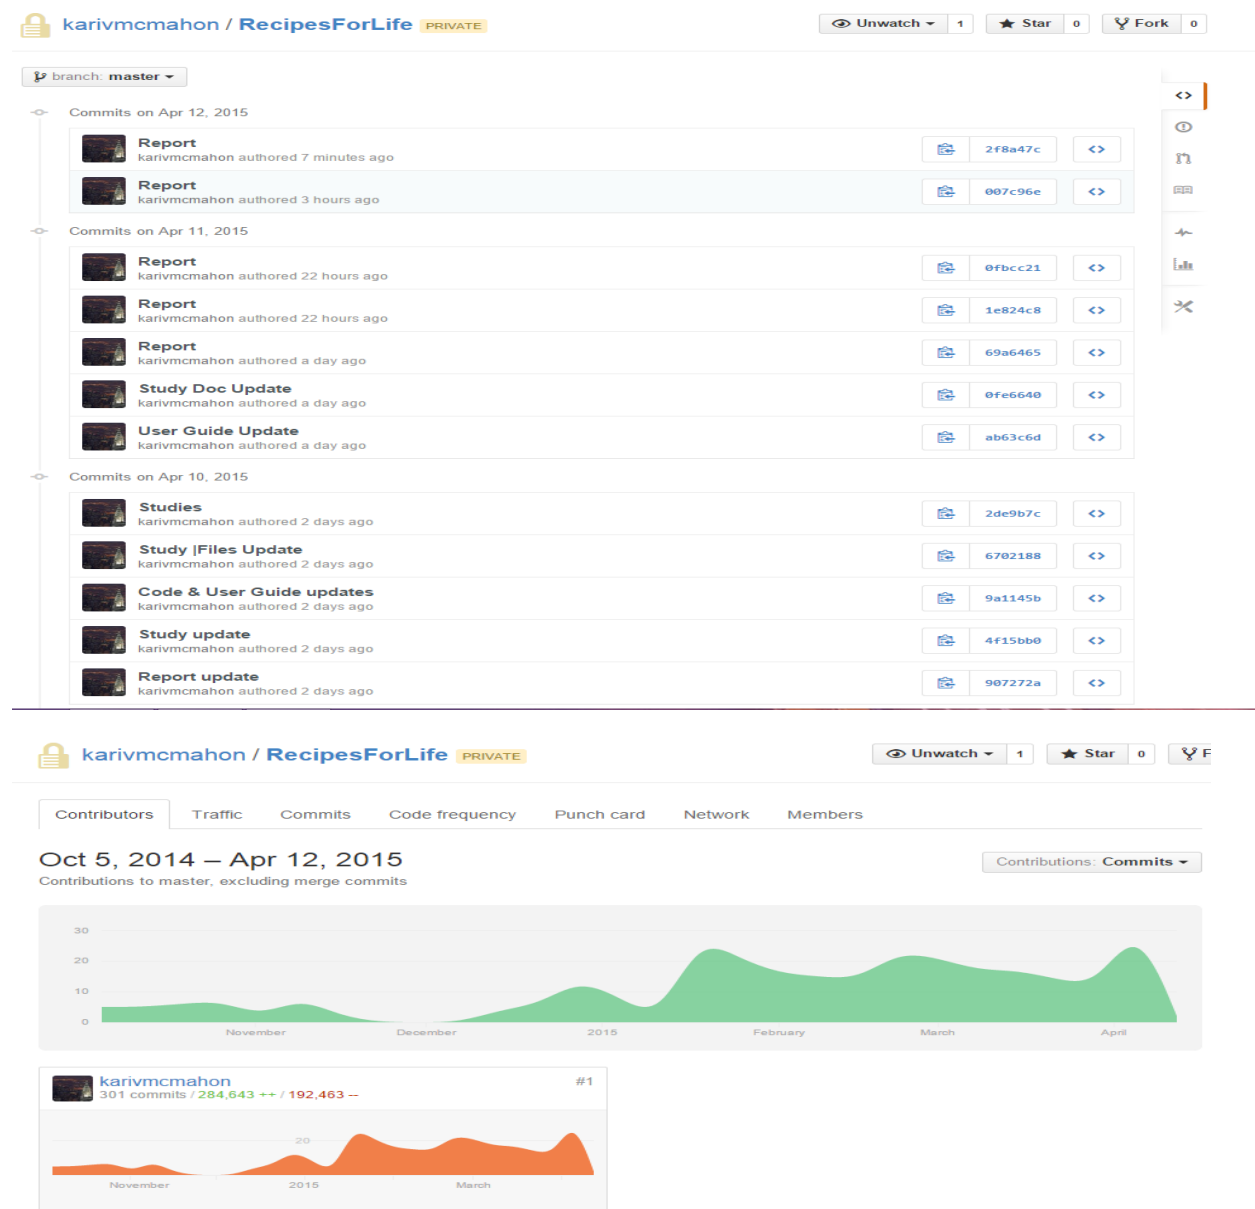 karivmcmahon / RecipesForLife PRIVATE Unwatch 1 Star 0 Fork 0
branch: master
Commits on Apr 12, 2015
Report
karivmcmahon authored 7 minutes ago 2f8a47c
Report
karivmcmahon authored 3 hours ago 007c96e
Commits on Apr 11, 2015
Report
karivmcmahon authored 22 hours ago 0fbcc21
Report
karivmcmahon authored 22 hours ago 1e824c8
Report
karivmcmahon authored a day ago 69a6465
Study Doc Update
karivmcmahon authored a day ago 0fe6640
User Guide Update
karivmcmahon authored a day ago ab63c6d
Commits on Apr 10, 2015
Studies
karivmcmahon authored 2 days ago 2de9b7c
Study |Files Update
karivmcmahon authored 2 days ago 6702188
Code & User Guide updates
karivmcmahon authored 2 days ago 9a1145b
Study update
karivmcmahon authored 2 days ago 4f15bb0
Report update
karivmcmahon authored 2 days ago 907272a
karivmcmahon / RecipesForLife PRIVATE Unwatch 1 Star 0 F
Contributors Traffic Commits Code frequency Punch card Network Members
Oct 5, 2014 – Apr 12, 2015 Contributions: Commits
Contributions to master, excluding merge commits
30
20
10
0
November December 2015 February March April
karivmcmahon #1
301 commits / 284,643 ++ / 192,463 --
20
November 2015 March